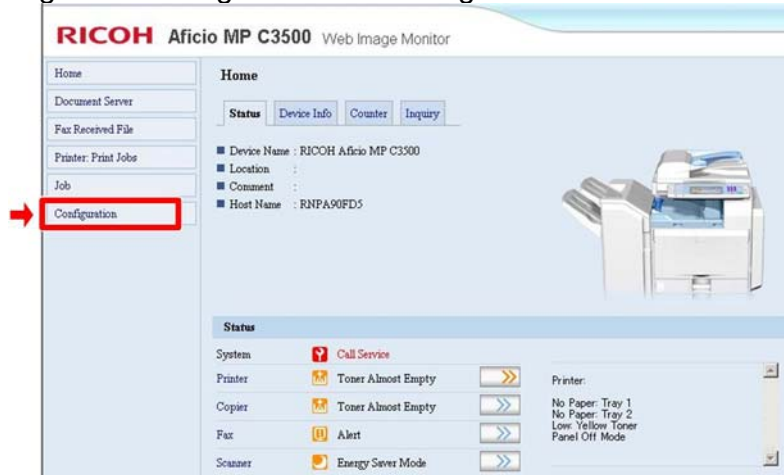 RICOH Aficio MP C3500 Web Image Monitor
Home
Document Server
Fax Received File
Printer: Print Jobs
Job
Configuration
Home
Status Device Info Counter Inquiry
Device Name : RICOH Aficio MP C3500
Location :
Comment :
Host Name : RNPA90FD5
Status
System Call Service
Printer Toner Almost Empty
Copier Toner Almost Empty
Fax Alert
Scanner Energy Saver Mode
Printer:
No Paper: Tray 1
No Paper: Tray 2
Low: Yellow Toner
Panel Off Mode